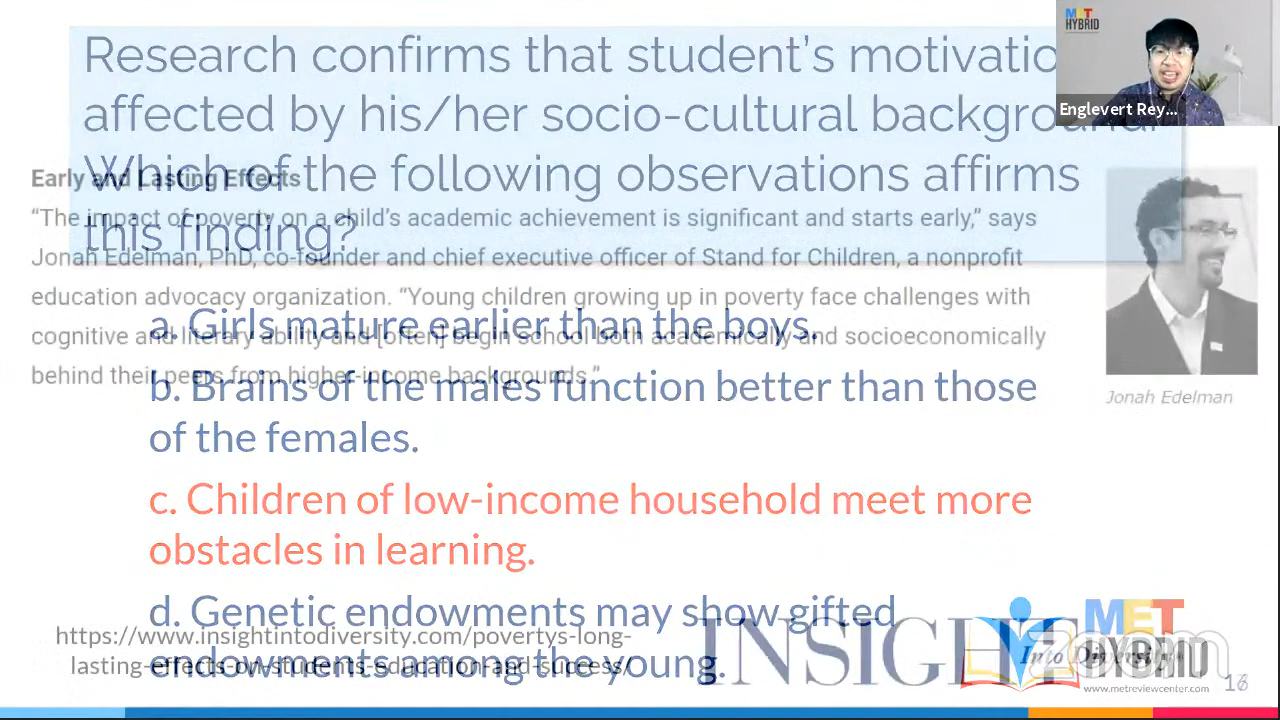 Research confirms that student's motivatio
affected by his/her socio-cultural background.
Which of the following observations affirms
this finding?
a. Girls mature earlier than the boys.
b. Brains of the males function better than those
of the females.
c. Children of low-income household meet more
obstacles in learning.
d. Genetic endowments may show gifted
endowments among the young.
Early and Lasting Effects
“The impact of poverty on a child’s academic achievement is significant and starts early,” says
Jonah Edelman, PhD, co-founder and chief executive officer of Stand for Children, a nonprofit
education advocacy organization. “Young children growing up in poverty face challenges with
cognitive and literary ability and [often] begin school both academically and socioeconomically
behind their peers from higher-income backgrounds.”
Jonah Edelman
https://www.insightintodiversity.com/povertys-long-
lasting-effects-on-students-education-and-success/
INSIGHT
Into Diversity
MET
HYBRID
www.metreviewcenter.com
zoom
MET
HYBRID
Englevert Rey...